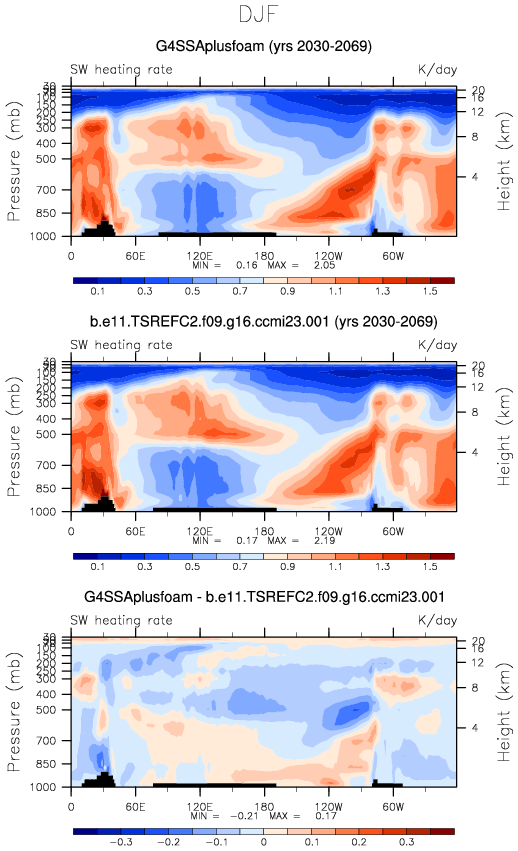 DJF
G4SSAplusfoam (yrs 2030-2069)
SW heating rate K/day
Pressure (mb)
Height (km)
30
50
70
100
150
200
250
300
400
500
700
850
1000
20
16
12
8
4
0 60E 120E 180 120W 60W
MIN = 0.16 MAX = 2.05
0.1 0.3 0.5 0.7 0.9 1.1 1.3 1.5
b.e11.TSREFC2.f09.g16.ccmi23.001 (yrs 2030-2069)
SW heating rate K/day
Pressure (mb)
Height (km)
30
50
70
100
150
200
250
300
400
500
700
850
1000
20
16
12
8
4
0 60E 120E 180 120W 60W
MIN = 0.17 MAX = 2.19
0.1 0.3 0.5 0.7 0.9 1.1 1.3 1.5
G4SSAplusfoam - b.e11.TSREFC2.f09.g16.ccmi23.001
SW heating rate K/day
Pressure (mb)
Height (km)
30
50
70
100
150
200
250
300
400
500
700
850
1000
20
16
12
8
4
0 60E 120E 180 120W 60W
MIN = -0.21 MAX = 0.17
-0.3 -0.2 -0.1 0 0.1 0.2 0.3